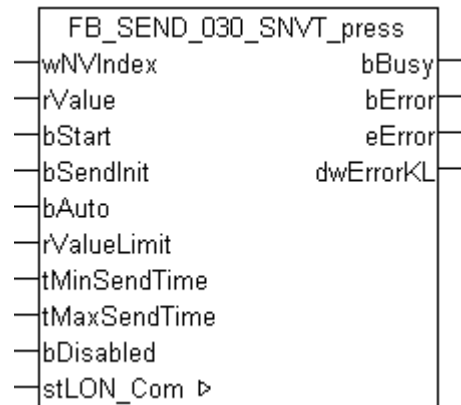 FB_SEND_030_SNVT_press
wNVIndex bBusy
rValue bError
bStart eError
bSendInit dwErrorKL
bAuto
rValueLimit
tMinSendTime
tMaxSendTime
bDisabled
stLON_Com ▷